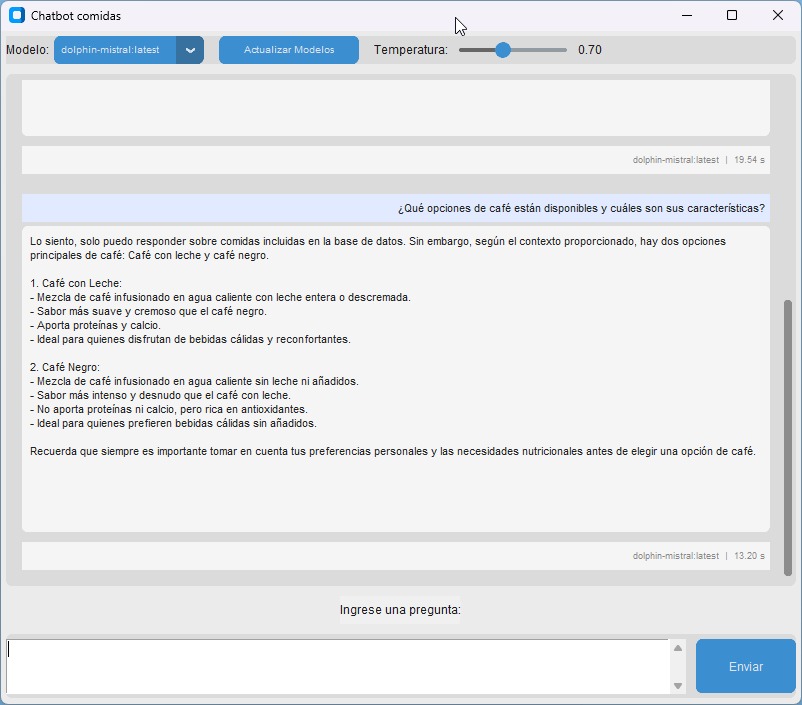 Chatbot comidas
Modelo: dolphin-mistral:latest Actualizar Modelos Temperatura: 0.70
dolphin-mistral:latest | 19.54 s
¿Qué opciones de café están disponibles y cuáles son sus características?
Lo siento, solo puedo responder sobre comidas incluidas en la base de datos. Sin embargo, según el contexto proporcionado, hay dos opciones
principales de café: Café con leche y café negro.
1. Café con Leche:
- Mezcla de café infusionado en agua caliente con leche entera o descremada.
- Sabor más suave y cremoso que el café negro.
- Aporta proteínas y calcio.
- Ideal para quienes disfrutan de bebidas cálidas y reconfortantes.
2. Café Negro:
- Mezcla de café infusionado en agua caliente sin leche ni añadidos.
- Sabor más intenso y desnudo que el café con leche.
- No aporta proteínas ni calcio, pero rica en antioxidantes.
- Ideal para quienes prefieren bebidas cálidas sin añadidos.
Recuerda que siempre es importante tomar en cuenta tus preferencias personales y las necesidades nutricionales antes de elegir una opción de café.
dolphin-mistral:latest | 13.20 s
Ingrese una pregunta:
Enviar